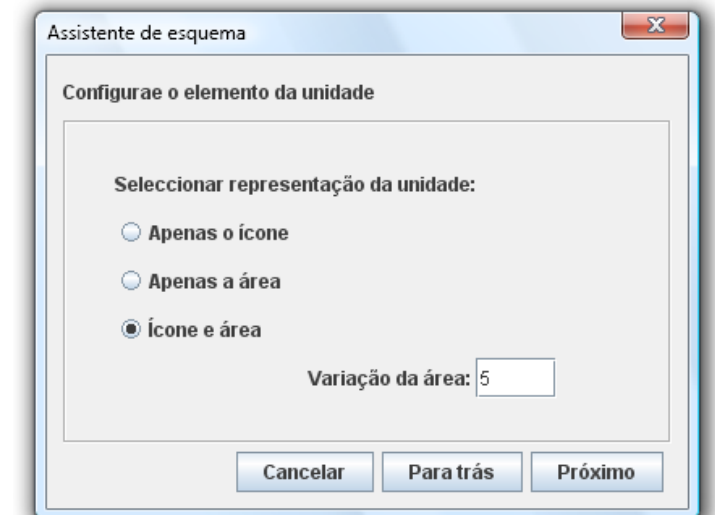 Assistente de esquema
Configurae o elemento da unidade
Seleccionar representação da unidade:
Apenas o ícone
Apenas a área
Ícone e área
Variação da área: 5
Cancelar Para trás Próximo